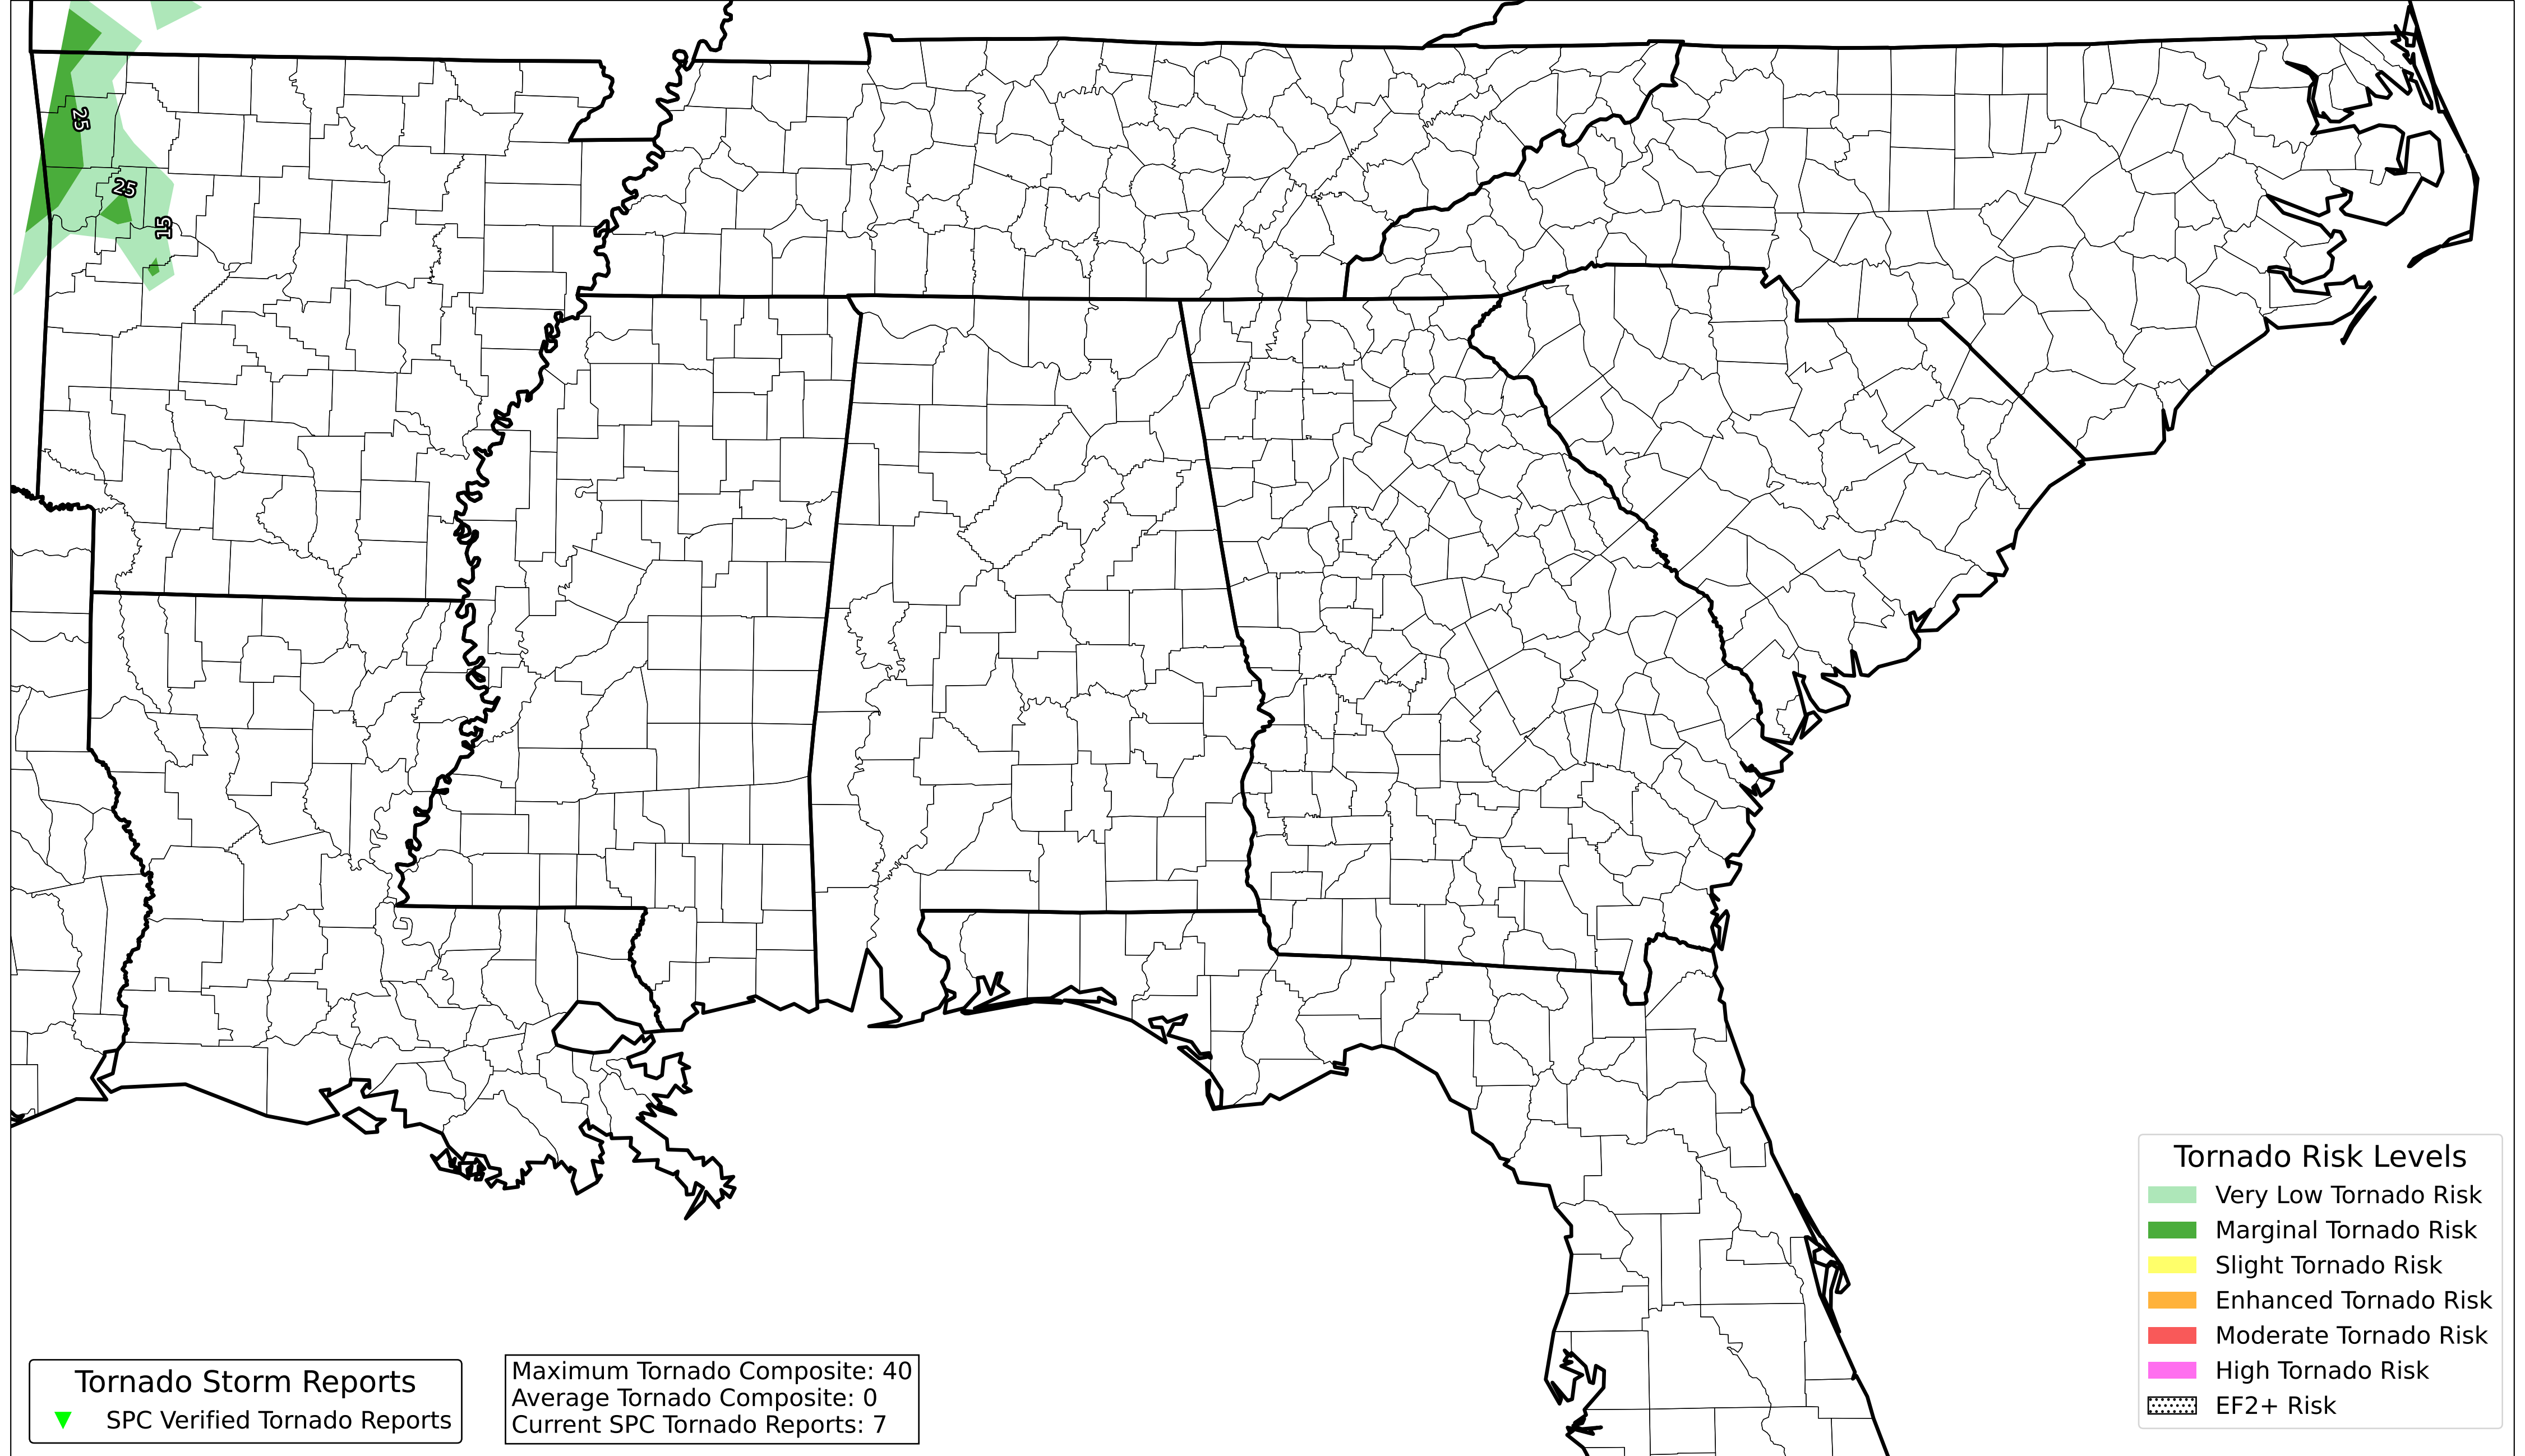 25
25
15
Tornado Risk Levels
Very Low Tornado Risk
Marginal Tornado Risk
Slight Tornado Risk
Enhanced Tornado Risk
Moderate Tornado Risk
High Tornado Risk
EF2+ Risk
Tornado Storm Reports
SPC Verified Tornado Reports
Maximum Tornado Composite: 40
Average Tornado Composite: 0
Current SPC Tornado Reports: 7